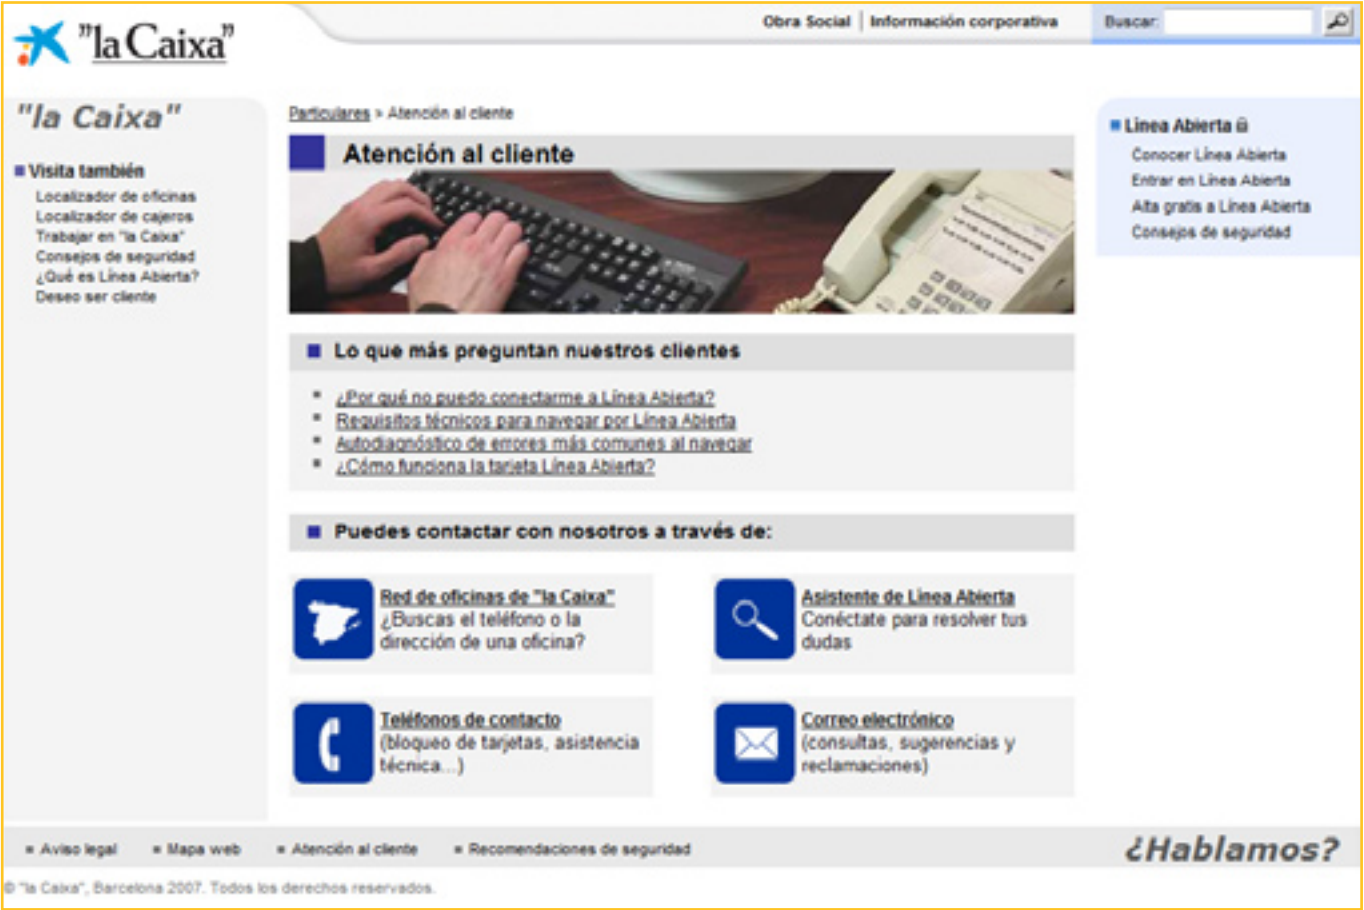 "la Caixa"
Obra Social | Información corporativa
Buscar:
"la Caixa"
Visita también
Localizador de oficinas
Localizador de cajeros
Trabajar en "la Caixa"
Consejos de seguridad
¿Qué es Línea Abierta?
Deseo ser cliente
Particulares > Atención al cliente
Atención al cliente
Lo que más preguntan nuestros clientes
¿Por qué no puedo conectarme a Línea Abierta?
Requisitos técnicos para navegar por Línea Abierta
Autodiagnóstico de errores más comunes al navegar
¿Cómo funciona la tarjeta Línea Abierta?
Puedes contactar con nosotros a través de:
Red de oficinas de "la Caixa"
¿Buscas el teléfono o la
dirección de una oficina?
Asistente de Línea Abierta
Conéctate para resolver tus
dudas
Teléfonos de contacto
(bloqueo de tarjetas, asistencia
técnica...)
Correo electrónico
(consultas, sugerencias y
reclamaciones)
Línea Abierta
Conocer Línea Abierta
Entrar en Línea Abierta
Alta gratis a Línea Abierta
Consejos de seguridad
Aviso legal
Mapa web
Atención al cliente
Recomendaciones de seguridad
¿Hablamos?
© "la Caixa", Barcelona 2007. Todos los derechos reservados.